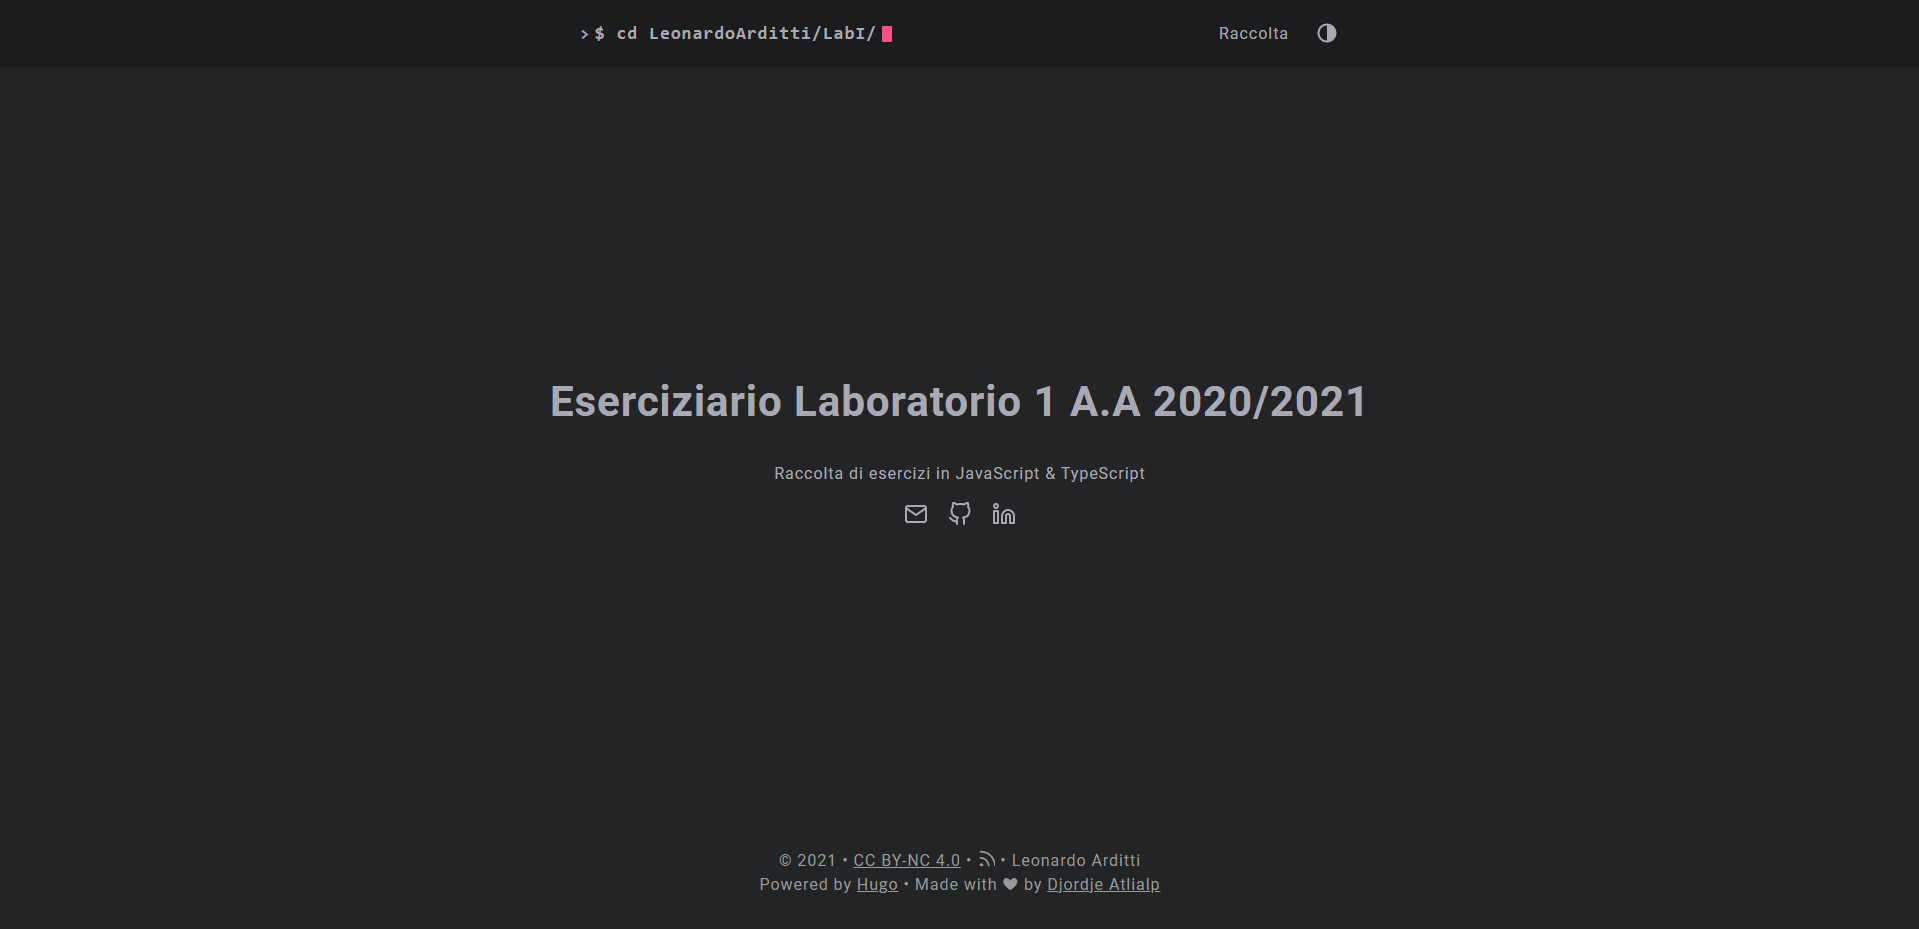 >$ cd LeonardoArditti/LabI/
Raccolta
Eserciziario Laboratorio 1 A.A 2020/2021
Raccolta di esercizi in JavaScript & TypeScript
© 2021 • CC BY-NC 4.0 • • Leonardo Arditti
Powered by Hugo • Made with ♥ by Djordje Atlialp